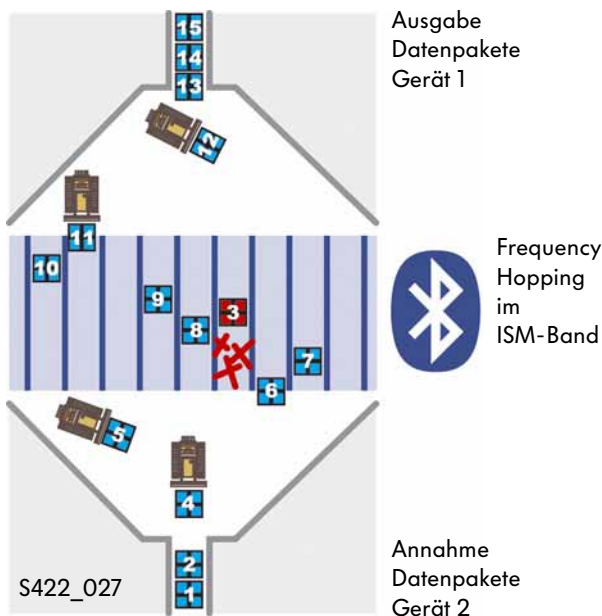 15
14
13
12
11
10
9
8
3
7
6
5
4
2
1
S422_027
Ausgabe
Datenpakete
Gerät 1
Frequency
Hopping
im
ISM-Band
Annahme
Datenpakete
Gerät 2